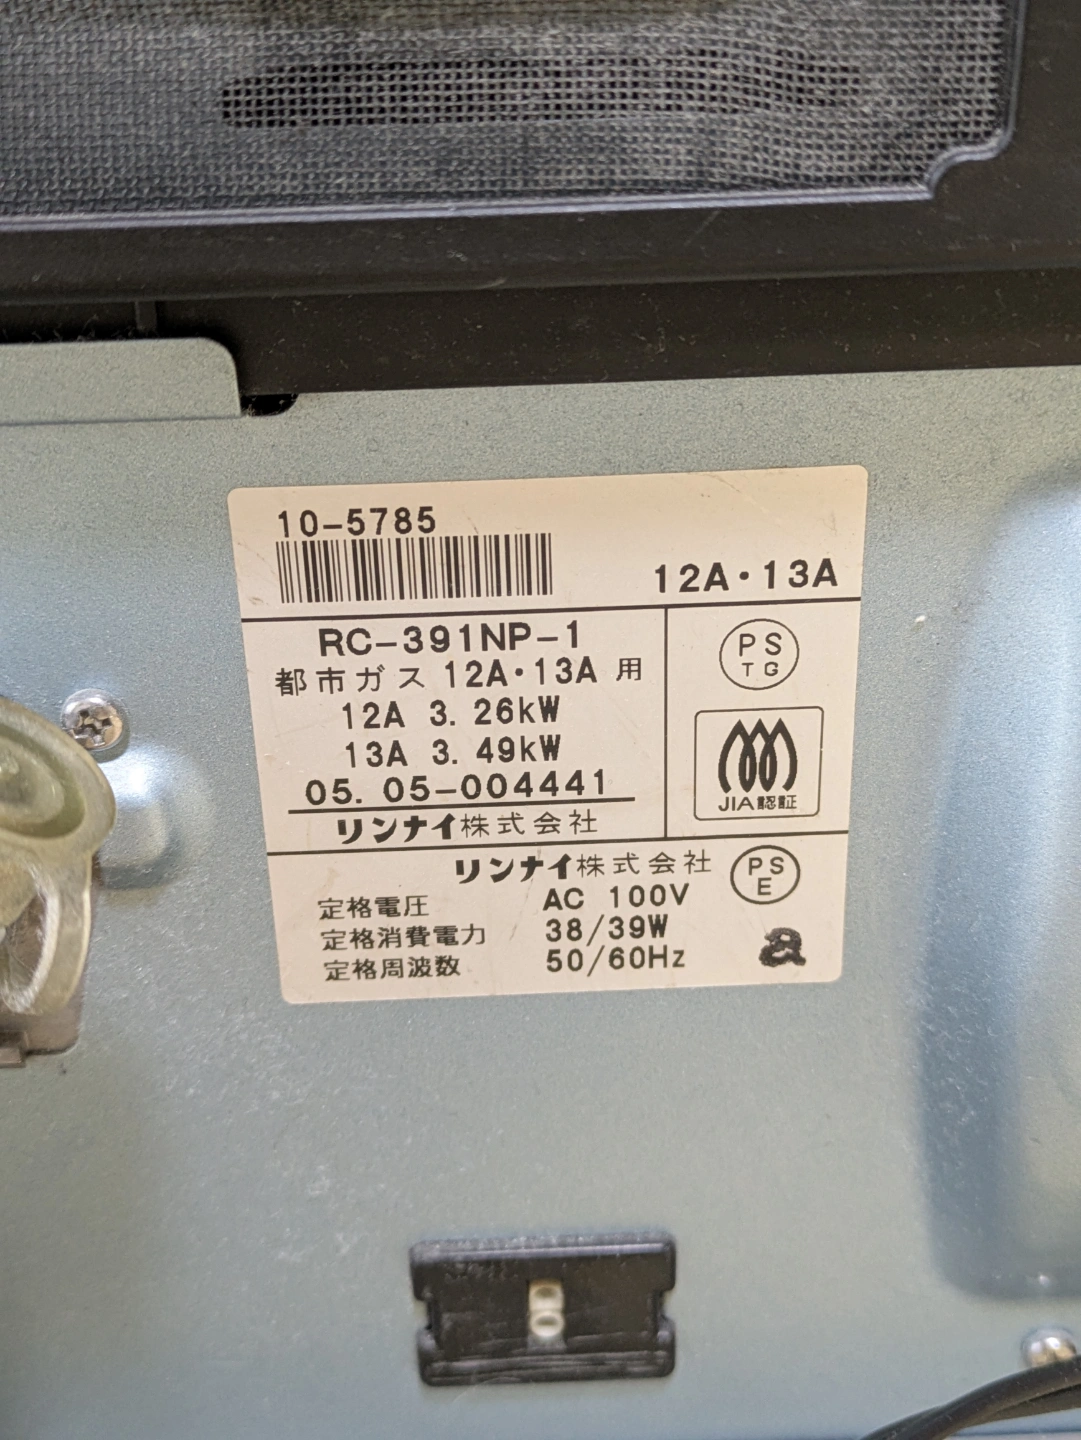 10-5785
12A・13A
RC-391NP-1
都市ガス 12A・13A 用
12A 3.26kW
13A 3.49kW
05.05-004441
リンナイ株式会社
PS
TG
JIA認証
リンナイ株式会社
PS
E
定格電圧 AC 100V
定格消費電力 38/39W
定格周波数 50/60Hz
a